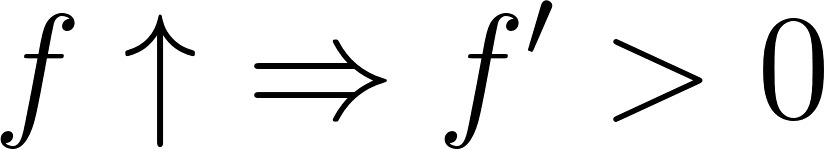 f ↑ ⇒ f′ > 0